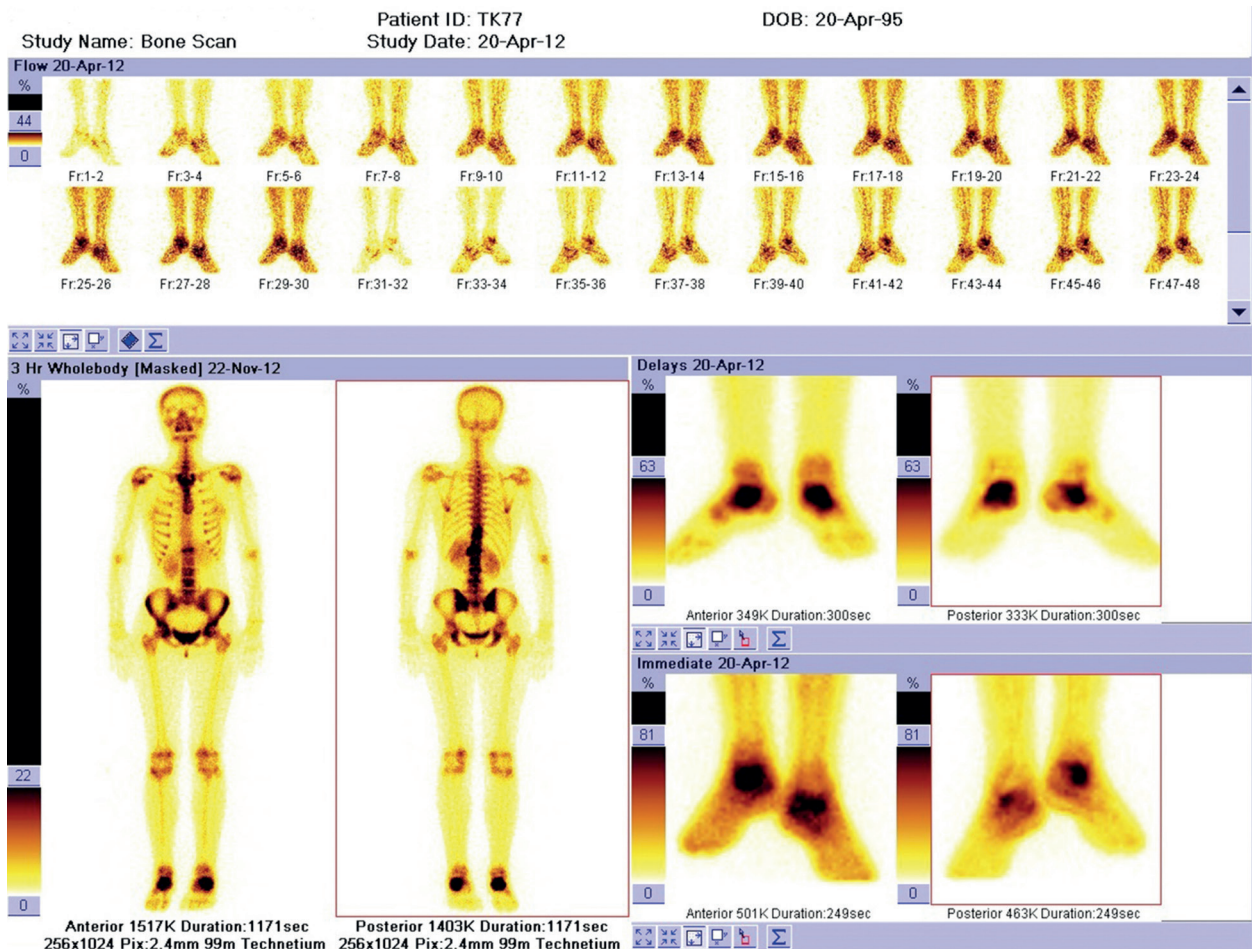 Patient ID: TK77 DOB: 20-Apr-95
Study Name: Bone Scan Study Date: 20-Apr-12
Flow 20-Apr-12
%
44
0
Fr:1-2 Fr:3-4 Fr:5-6 Fr:7-8 Fr:9-10 Fr:11-12 Fr:13-14 Fr:15-16 Fr:17-18 Fr:19-20 Fr:21-22 Fr:23-24
Fr:25-26 Fr:27-28 Fr:29-30 Fr:31-32 Fr:33-34 Fr:35-36 Fr:37-38 Fr:39-40 Fr:41-42 Fr:43-44 Fr:45-46 Fr:47-48
3 Hr Wholebody [Masked] 22-Nov-12
%
22
0
Anterior 1517K Duration:1171sec Posterior 1403K Duration:1171sec
256x1024 Pix:2.4mm 99m Technetium 256x1024 Pix:2.4mm 99m Technetium
Delays 20-Apr-12
% %
63 63
0 0
Anterior 349K Duration:300sec Posterior 333K Duration:300sec
Immediate 20-Apr-12
% %
81 81
0 0
Anterior 501K Duration:249sec Posterior 463K Duration:249sec